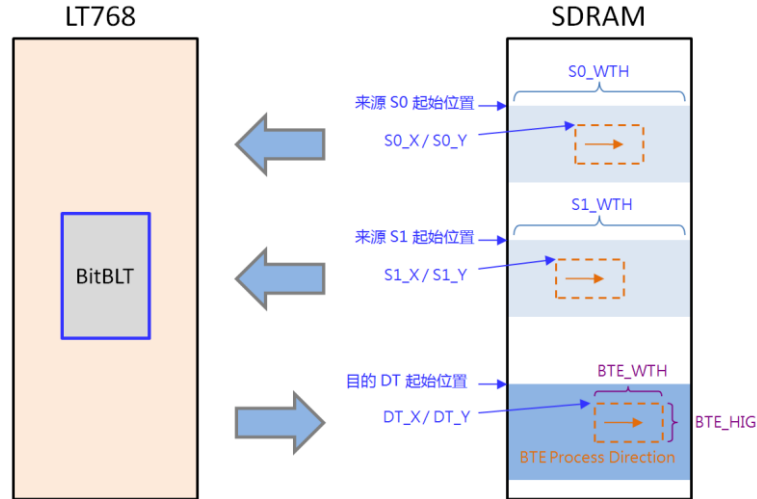 LT768
SDRAM
S0_WTH
来源 S0 起始位置
S0_X / S0_Y
S1_WTH
来源 S1 起始位置
S1_X / S1_Y
BitBLT
目的 DT 起始位置
BTE_WTH
DT_X / DT_Y
BTE_HIG
BTE Process Direction